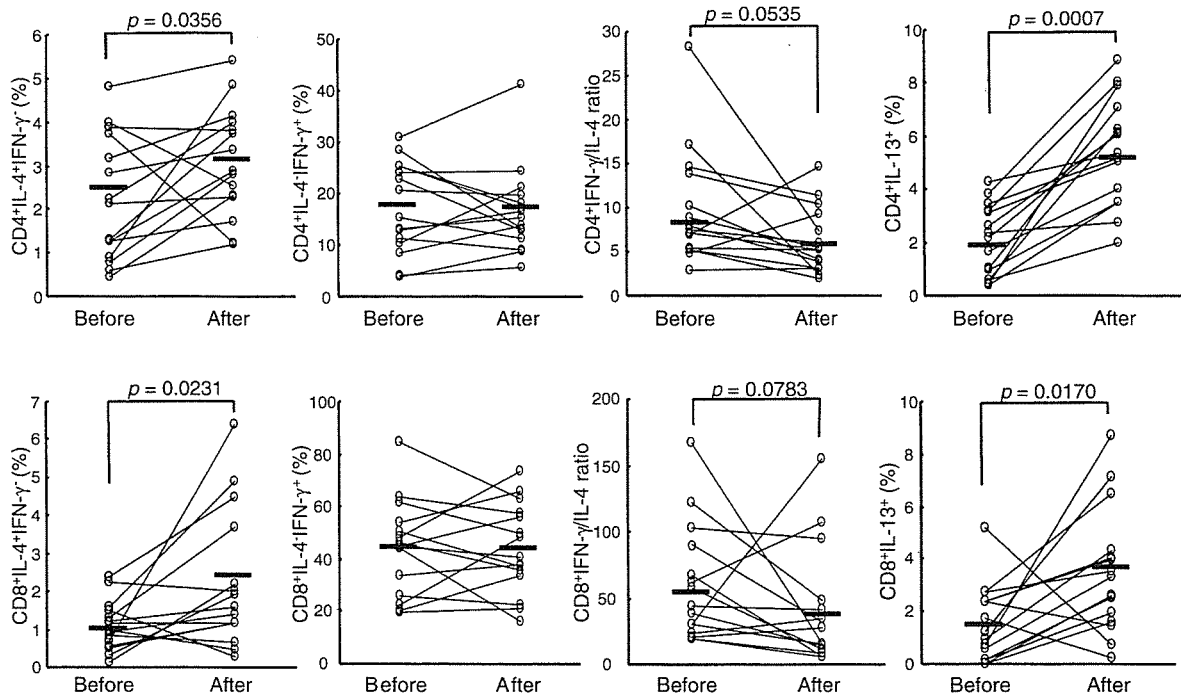 p = 0.0356
CD4+IL-4+IFN-γ- (%)
6
5
4
3
2
1
0
Before
After
CD4+IL-4-IFN-γ+ (%)
50
40
30
20
10
0
Before
After
p = 0.0535
CD4+IFN-γ/IL-4 ratio
30
25
20
15
10
5
0
Before
After
p = 0.0007
CD4+IL-13+ (%)
10
8
6
4
2
0
Before
After
p = 0.0231
CD8+IL-4+IFN-γ- (%)
7
6
5
4
3
2
1
0
Before
After
CD8+IL-4-IFN-γ+ (%)
100
80
60
40
20
0
Before
After
p = 0.0783
CD8+IFN-γ/IL-4 ratio
200
150
100
50
0
Before
After
p = 0.0170
CD8+IL-13+ (%)
10
8
6
4
2
0
Before
After